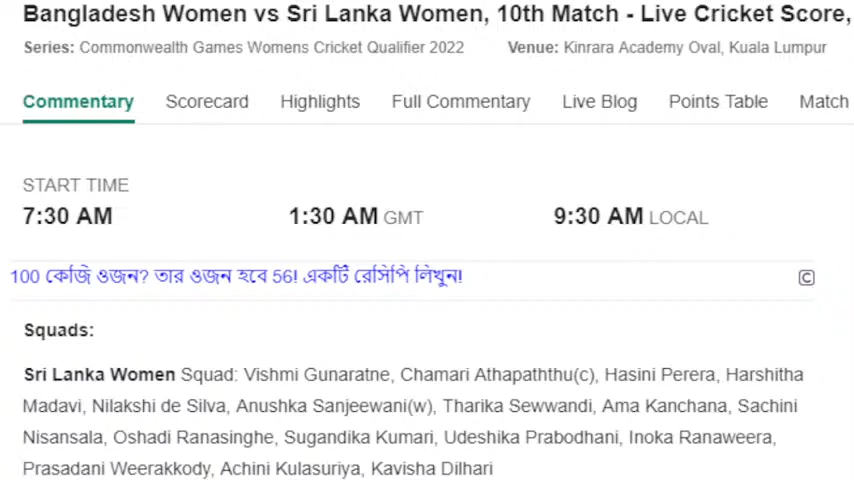 Bangladesh Women vs Sri Lanka Women, 10th Match - Live Cricket Score,
Series: Commonwealth Games Womens Cricket Qualifier 2022 Venue: Kinrara Academy Oval, Kuala Lumpur
Commentary Scorecard Highlights Full Commentary Live Blog Points Table Match
START TIME
7:30 AM 1:30 AM GMT 9:30 AM LOCAL
100 কেজি ওজন? তার ওজন হবে 56! একটি রেসিপি লিখুন!
Squads:
Sri Lanka Women Squad: Vishmi Gunaratne, Chamari Athapaththu(c), Hasini Perera, Harshitha
Madavi, Nilakshi de Silva, Anushka Sanjeewani(w), Tharika Sewwandi, Ama Kanchana, Sachini
Nisansala, Oshadi Ranasinghe, Sugandika Kumari, Udeshika Prabodhani, Inoka Ranaweera,
Prasadani Weerakkody, Achini Kulasuriya, Kavisha Dilhari